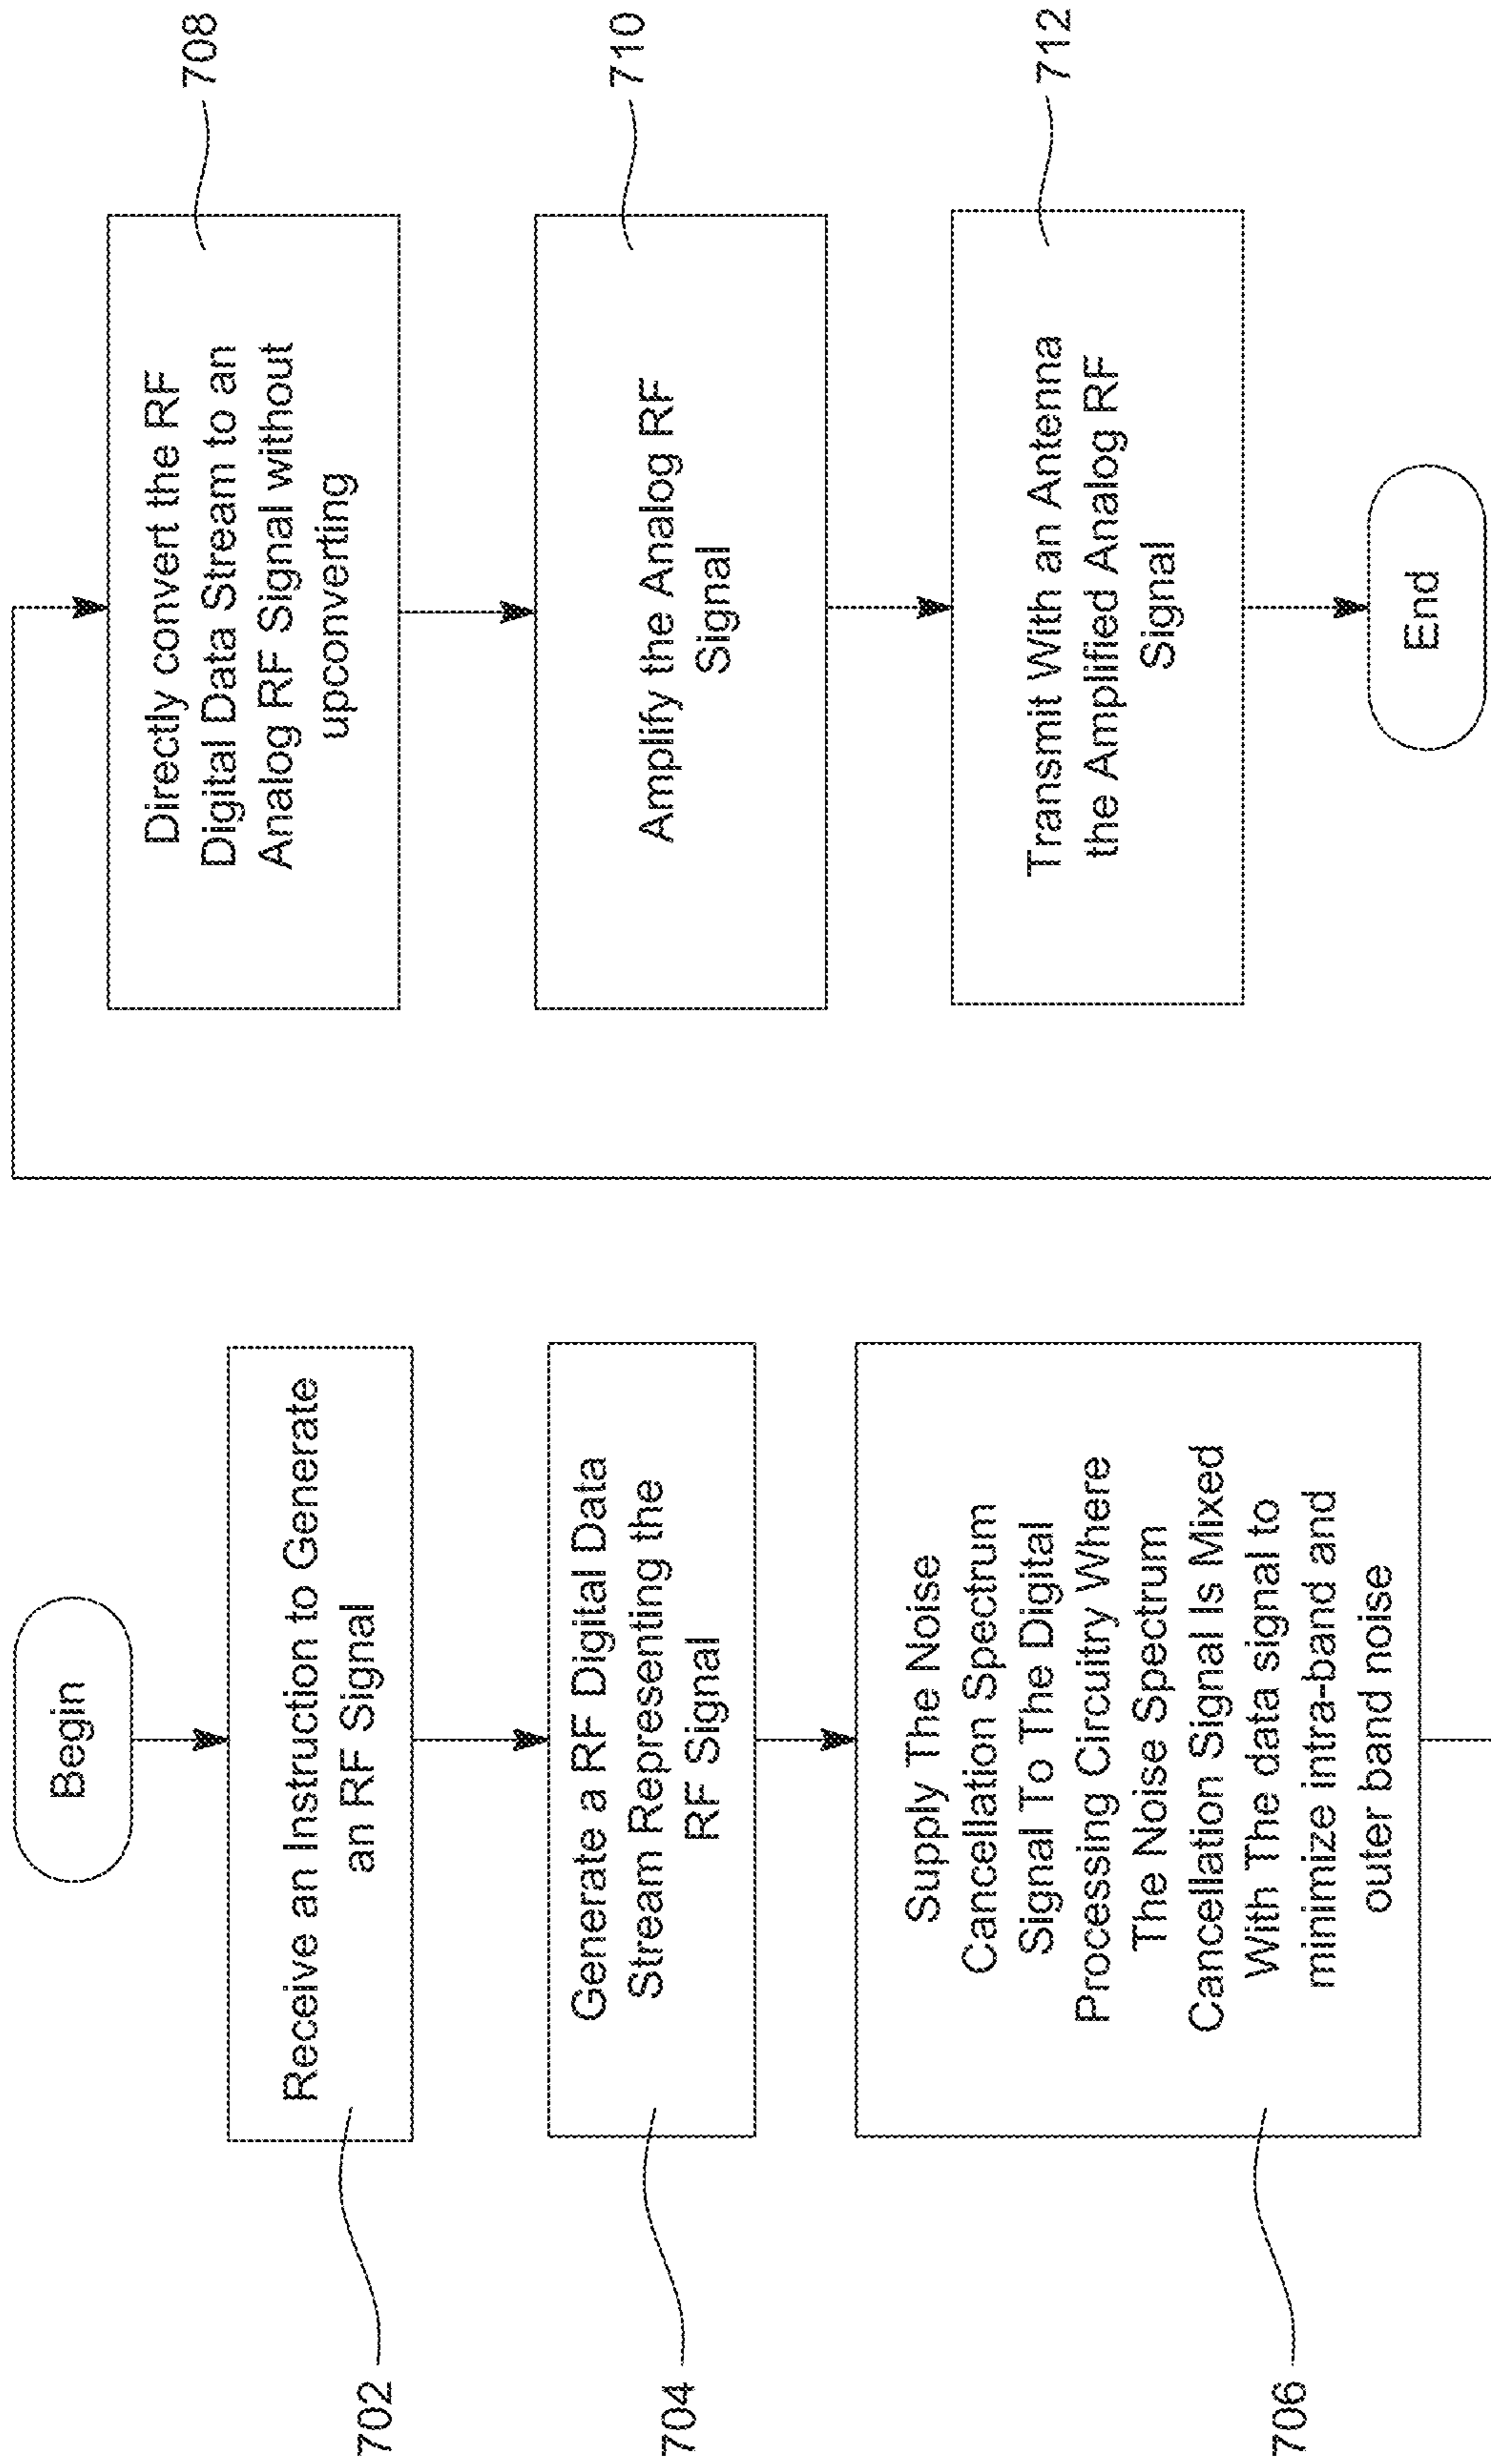 Begin
Receive an Instruction to Generate
an RF Signal
702
Generate a RF Digital Data
Stream Representing the
RF Signal
704
Supply The Noise
Cancellation Spectrum
Signal To The Digital
Processing Circuitry Where
The Noise Spectrum
Cancellation Signal Is Mixed
With The data signal to
minimize intra-band and
outer band noise
706
Directly convert the RF
Digital Data Stream to an
Analog RF Signal without
upconverting
708
Amplify the Analog RF
Signal
710
Transmit With an Antenna
the Amplified Analog RF
Signal
712
End